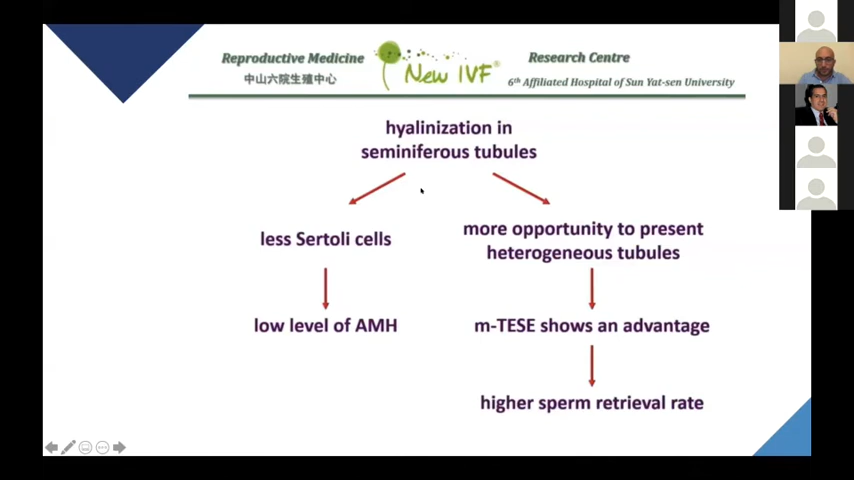 Reproductive Medicine
中山六院生殖中心
New IVF®
Research Centre
6th Affiliated Hospital of Sun Yat-sen University
hyalinization in
seminiferous tubules
less Sertoli cells
low level of AMH
more opportunity to present
heterogeneous tubules
m-TESE shows an advantage
higher sperm retrieval rate